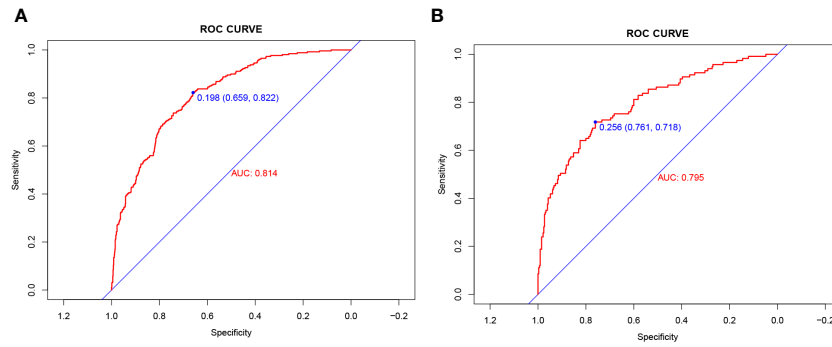 A
ROC CURVE
1.0
0.8
0.6
0.4
0.2
0.0
Sensitivity
0.198 (0.659, 0.822)
AUC: 0.814
1.2 1.0 0.8 0.6 0.4 0.2 0.0 −0.2
Specificity
B
ROC CURVE
1.0
0.8
0.6
0.4
0.2
0.0
Sensitivity
0.256 (0.761, 0.718)
AUC: 0.795
1.2 1.0 0.8 0.6 0.4 0.2 0.0 −0.2
Specificity